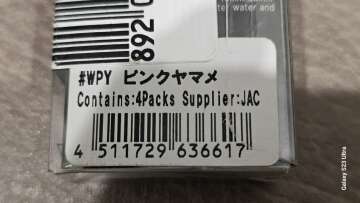 ter water and
892-0
#WPY ピンクヤマメ
Contains:4Packs Supplier:JAC
4 511729 636617
Galaxy S23 Ultra